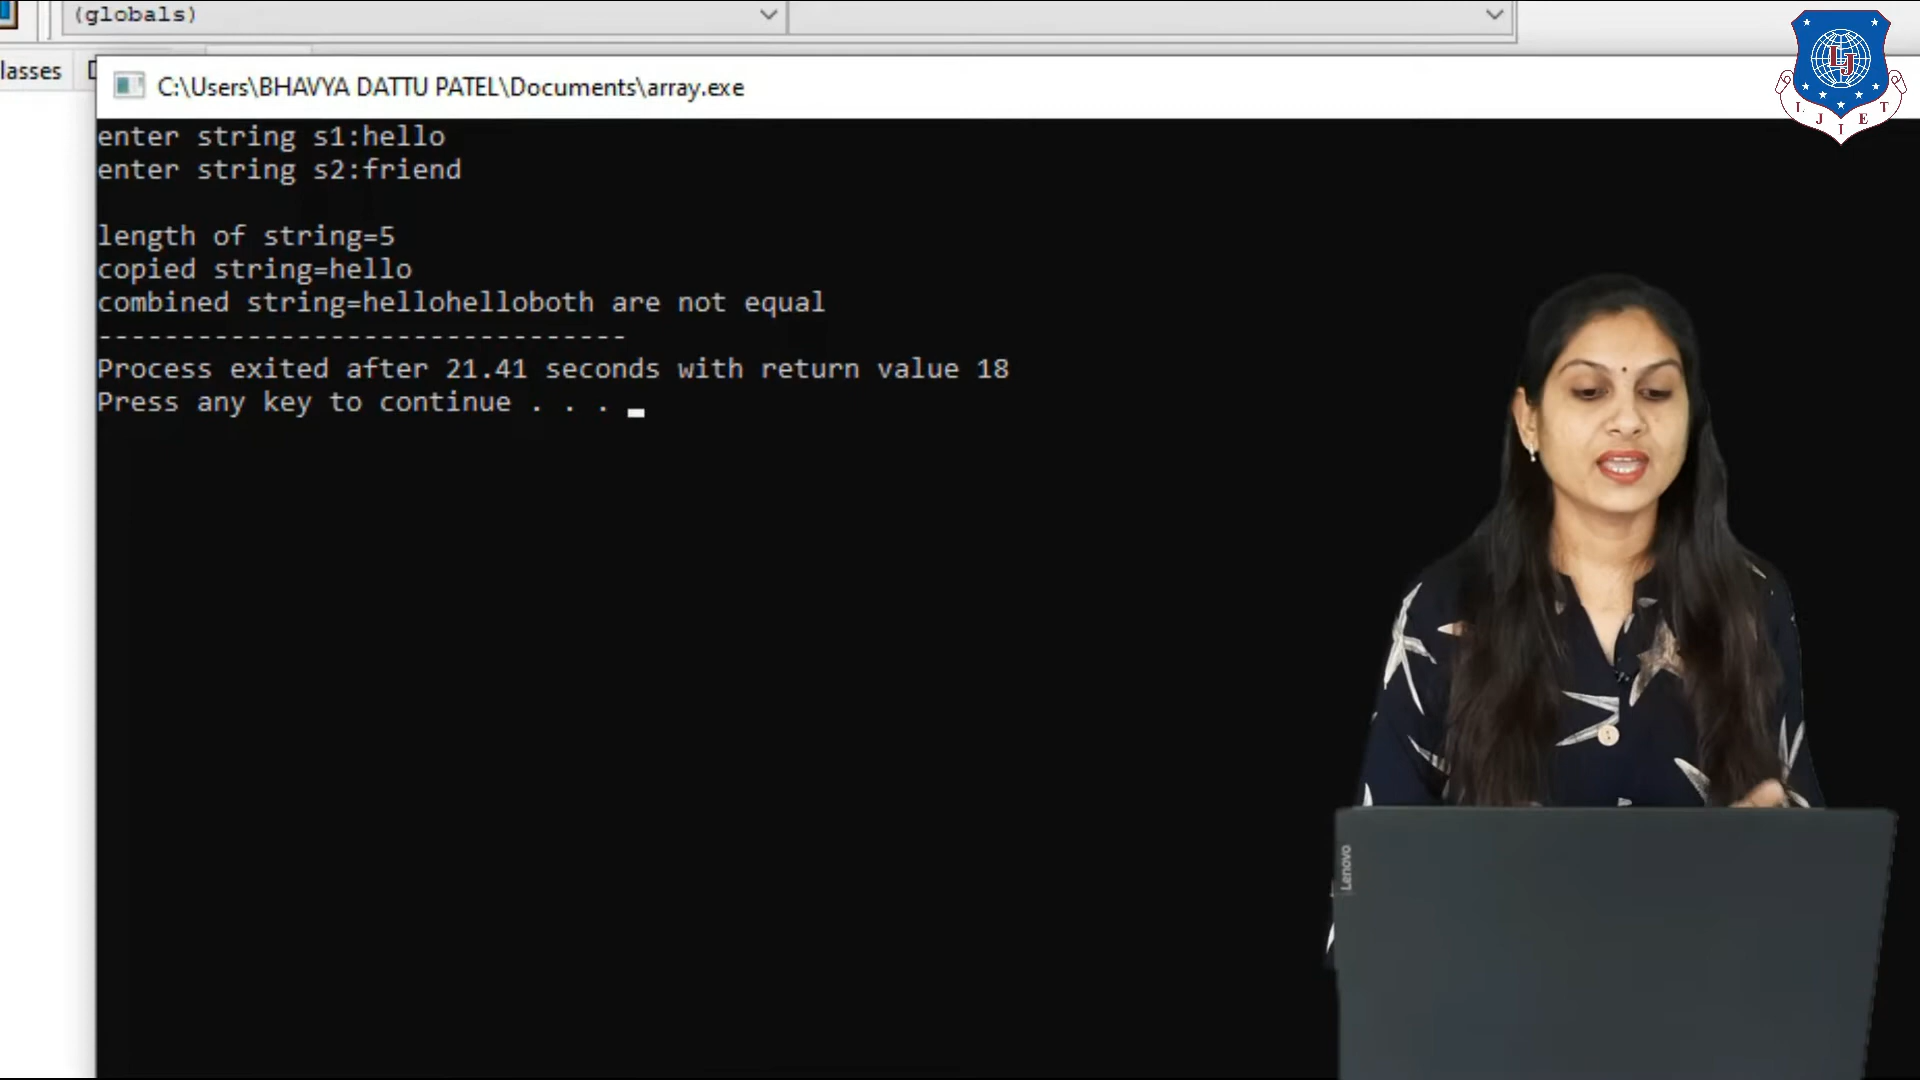 (globals)
lasses
C:\Users\BHAVYA DATTU PATEL\Documents\array.exe
enter string s1:hello
enter string s2:friend
length of string=5
copied string=hello
combined string=hellohelloboth are not equal
--------------------------------
Process exited after 21.41 seconds with return value 18
Press any key to continue . . .
LJ
L J I E T
Lenovo